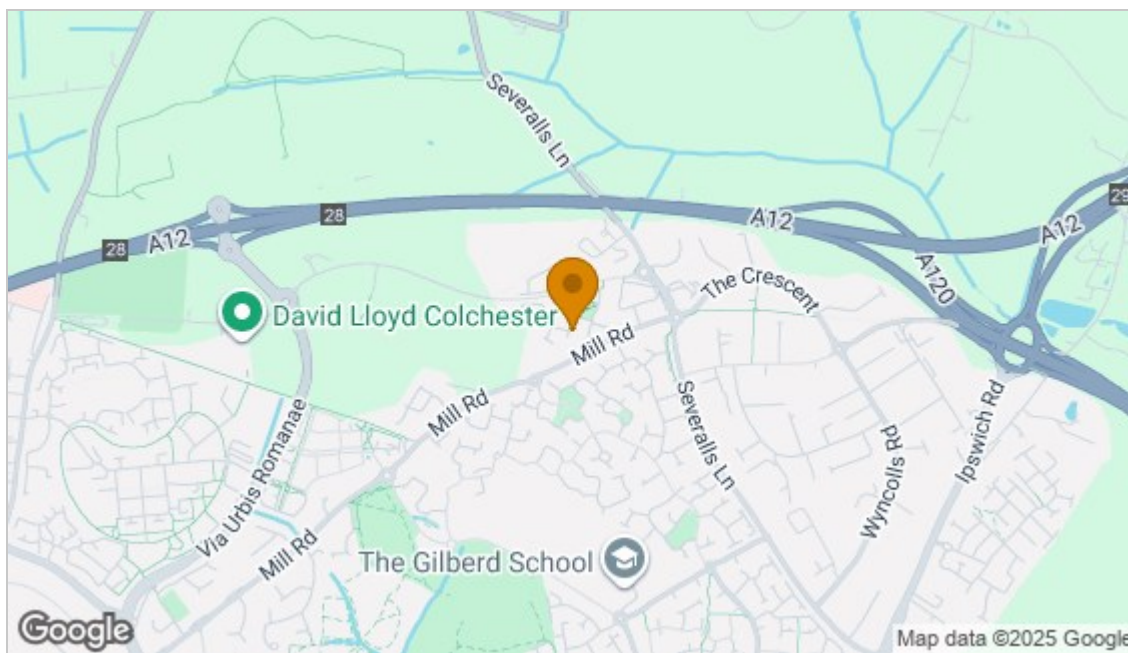 Severalls Ln
28
A12
28
A12
A12
29
A120
The Crescent
David Lloyd Colchester
Mill Rd
Mill Rd
Severalls Ln
Wyncolls Rd
Ipswich Rd
Via Urbis Romanae
Mill Rd
The Gilberd School
Google
Map data ©2025 Google